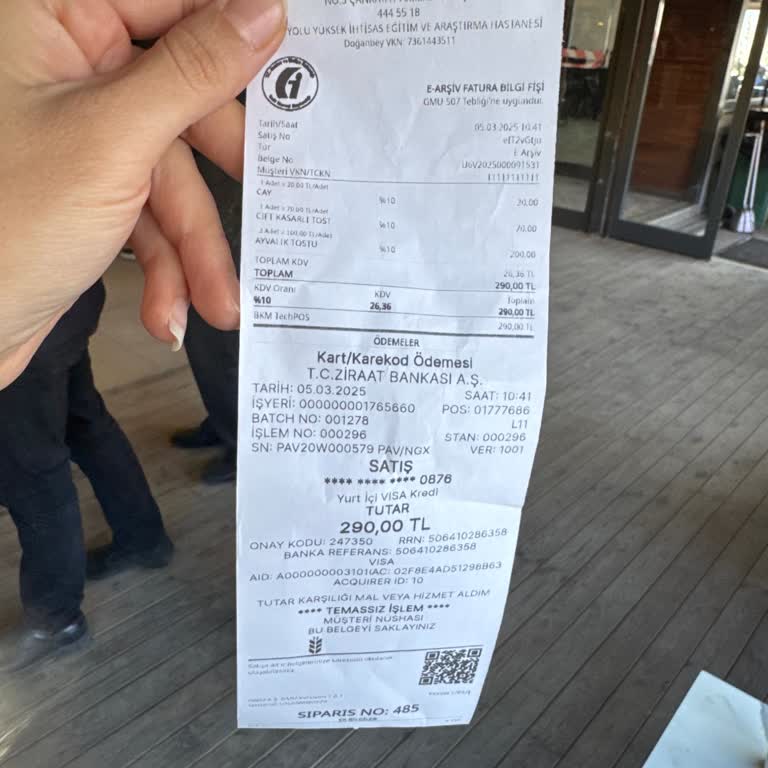 444 55 18
YOLU YÜKSEK İHTİSAS EĞİTİM VE ARAŞTIRMA HASTANESİ
Doğanbey VKN: 7361443511
E-ARŞİV FATURA BİLGİ FİŞİ
GMU 507 Tebliği'ne uygundur.
Tarih/Saat 05.03.2025 10:41
Satış No efT2vGtju
Tür E Arşiv
Belge No U6V2025000091531
Müşteri VKN/TCKN 11111111111
1 Adet x 20,00 TL/Adet
ÇAY %10 20,00
1 Adet x 70,00 TL/Adet
ÇİFT KAŞARLI TOST %10 70,00
2 Adet x 100,00 TL/Adet
AYVALIK TOSTU %10 200,00
TOPLAM KDV 26,36 TL
TOPLAM 290,00 TL
KDV Oranı KDV Toplam
%10 26,36 290,00 TL
BKM TechPOS 290,00 TL
ÖDEMELER
Kart/Karekod Ödemesi
T.C.ZİRAAT BANKASI A.Ş.
TARİH: 05.03.2025 SAAT: 10:41
İŞYERİ: 000000001765660 POS: 01777686
BATCH NO: 001278 L11
İŞLEM NO: 000296 STAN: 000296
SN: PAV20W000579 PAV/NGX VER: 1001
SATIŞ
**** **** **** 0876
Yurt İçi VISA Kredi
TUTAR
290,00 TL
ONAY KODU: 247350 RRN: 506410286358
BANKA REFERANS: 506410286358
VISA
AID: A0000000031010 AC: 02F8E4AD51298B63
ACQUIRER ID: 10
TUTAR KARŞILIĞI MAL VEYA HİZMET ALDIM
**** TEMASSIZ İŞLEM ****
MÜŞTERİ NÜSHASI
BU BELGEYİ SAKLAYINIZ
SIPARIS NO: 485